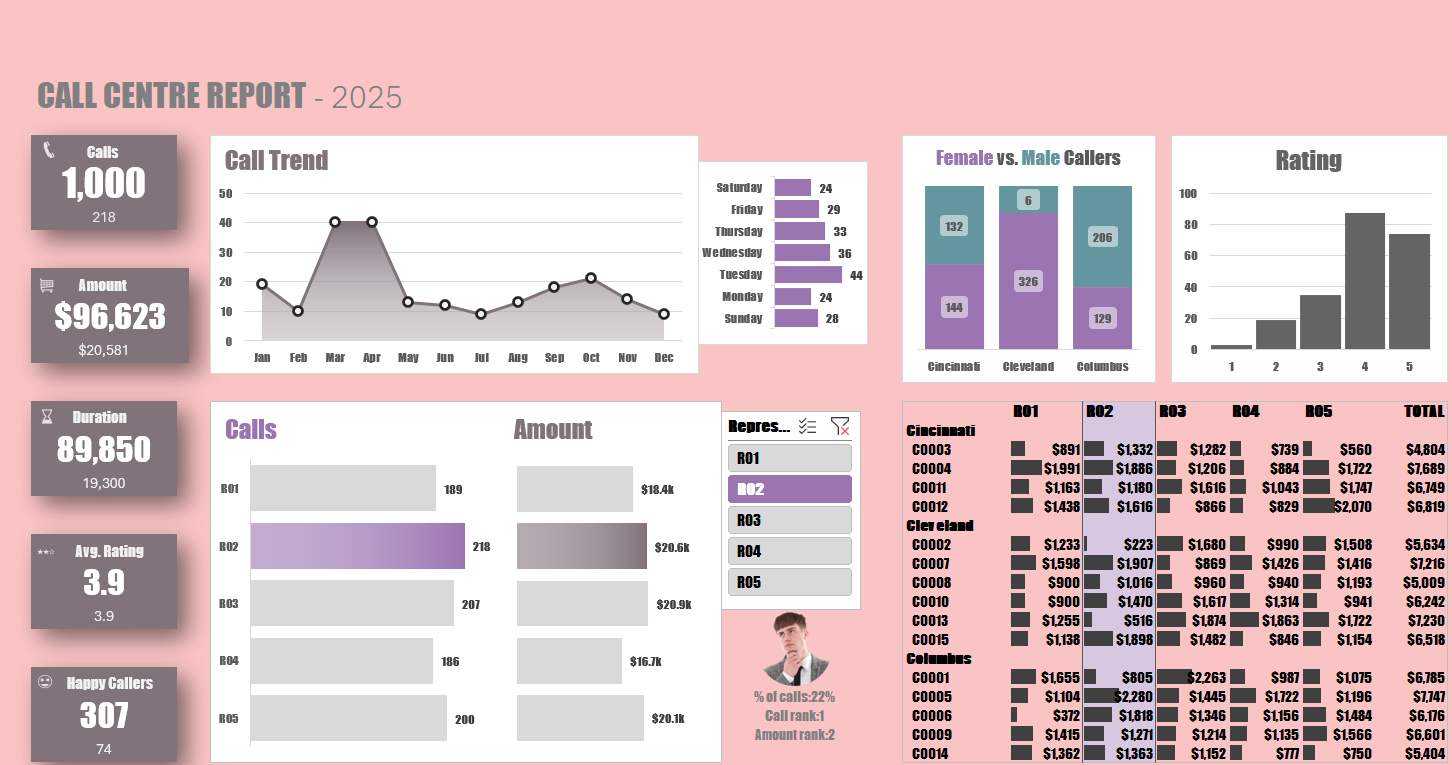 CALL CENTRE REPORT - 2025
Calls
1,000
218
Amount
$96,623
$20,581
Duration
89,850
19,300
Avg. Rating
3.9
3.9
Happy Callers
307
74
Call Trend
50
40
30
20
10
0
Jan Feb Mar Apr May Jun Jul Aug Sep Oct Nov Dec
Saturday 24
Friday 29
Thursday 33
Wednesday 36
Tuesday 44
Monday 24
Sunday 28
Female vs. Male Callers
132 6 206
144 326 129
Cincinnati Cleveland Columbus
Rating
100
80
60
40
20
0
1 2 3 4 5
Calls Amount
R01 189 $18.4k
R02 218 $20.6k
R03 207 $20.9k
R04 186 $16.7k
R05 200 $20.1k
Repres...
R01
R02
R03
R04
R05
% of calls:22%
Call rank:1
Amount rank:2
R01 R02 R03 R04 R05 TOTAL
Cincinnati
C0003 $891 $1,332 $1,282 $739 $560 $4,804
C0004 $1,991 $1,886 $1,206 $884 $1,722 $7,689
C0011 $1,163 $1,180 $1,616 $1,043 $1,747 $6,749
C0012 $1,438 $1,616 $866 $829 $2,070 $6,819
Cleveland
C0002 $1,233 $223 $1,680 $990 $1,508 $5,634
C0007 $1,598 $1,907 $869 $1,426 $1,416 $7,216
C0008 $900 $1,016 $960 $940 $1,193 $5,009
C0010 $900 $1,470 $1,617 $1,314 $941 $6,242
C0013 $1,255 $516 $1,874 $1,863 $1,722 $7,230
C0015 $1,138 $1,898 $1,482 $846 $1,154 $6,518
Columbus
C0001 $1,655 $805 $2,263 $987 $1,075 $6,785
C0005 $1,104 $2,280 $1,445 $1,722 $1,196 $7,747
C0006 $372 $1,818 $1,346 $1,156 $1,484 $6,176
C0009 $1,415 $1,271 $1,214 $1,135 $1,566 $6,601
C0014 $1,362 $1,363 $1,152 $777 $750 $5,404